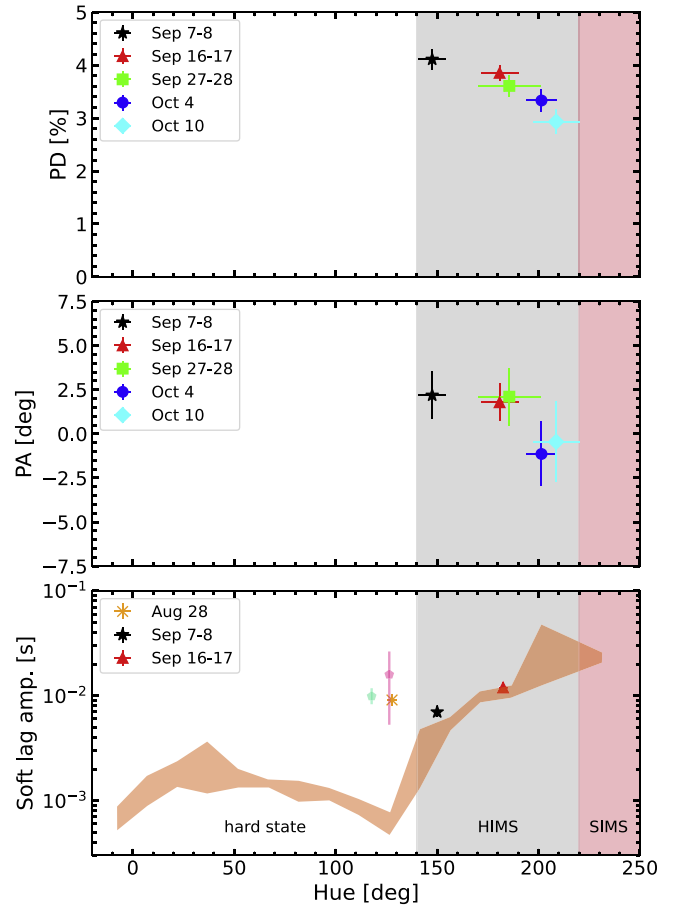 5
4
3
2
1
0
PD [%]
Sep 7-8
Sep 16-17
Sep 27-28
Oct 4
Oct 10
7.5
5.0
2.5
0.0
−2.5
−5.0
−7.5
PA [deg]
Sep 7-8
Sep 16-17
Sep 27-28
Oct 4
Oct 10
10⁻¹
10⁻²
10⁻³
Soft lag amp. [s]
Aug 28
Sep 7-8
Sep 16-17
hard state HIMS SIMS
0 50 100 150 200 250
Hue [deg]